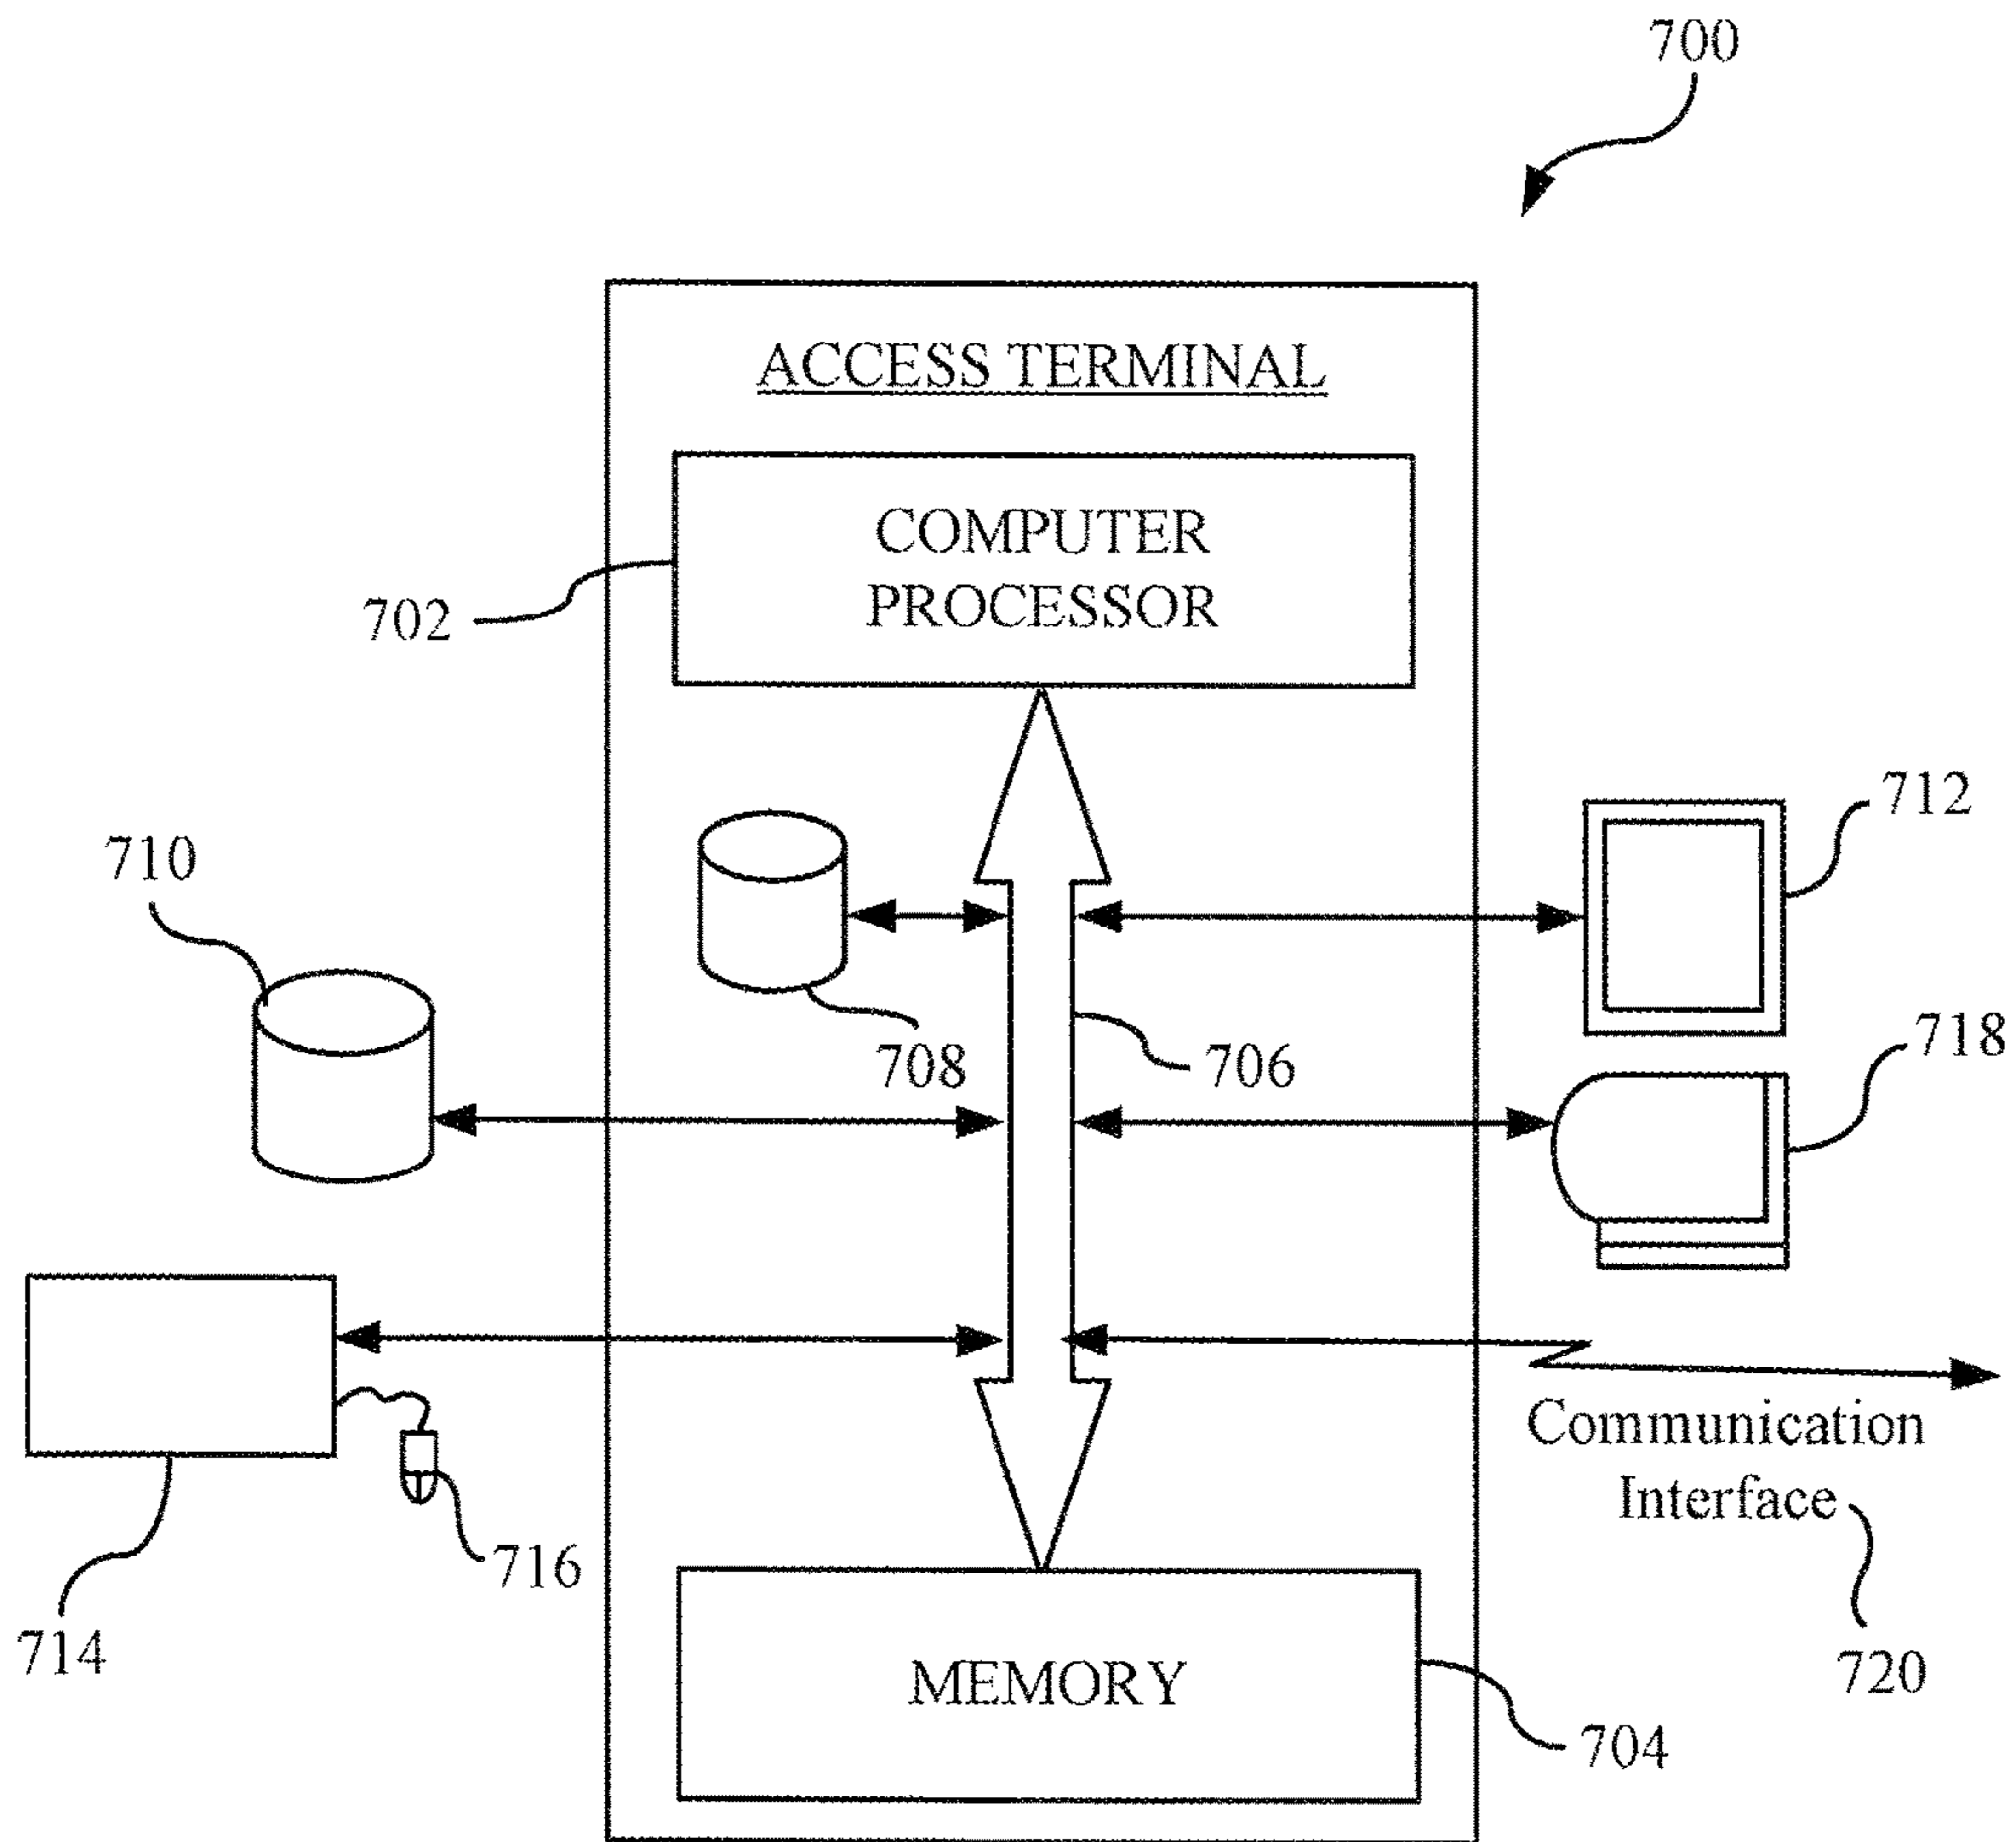 700
ACCESS TERMINAL
COMPUTER
PROCESSOR
702
712
710
708
706
718
Communication
Interface
716
714
MEMORY
720
704